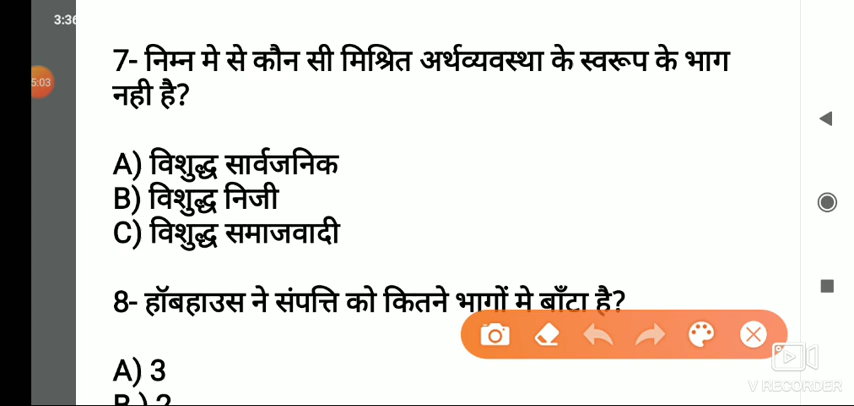 3:36
5:03
7- निम्न मे से कौन सी मिश्रित अर्थव्यवस्था के स्वरूप के भाग
नही है?
A) विशुद्ध सार्वजनिक
B) विशुद्ध निजी
C) विशुद्ध समाजवादी
8- हॉबहाउस ने संपत्ति को कितने भागों मे बाँटा है?
A) 3
B) 2
V RECORDER